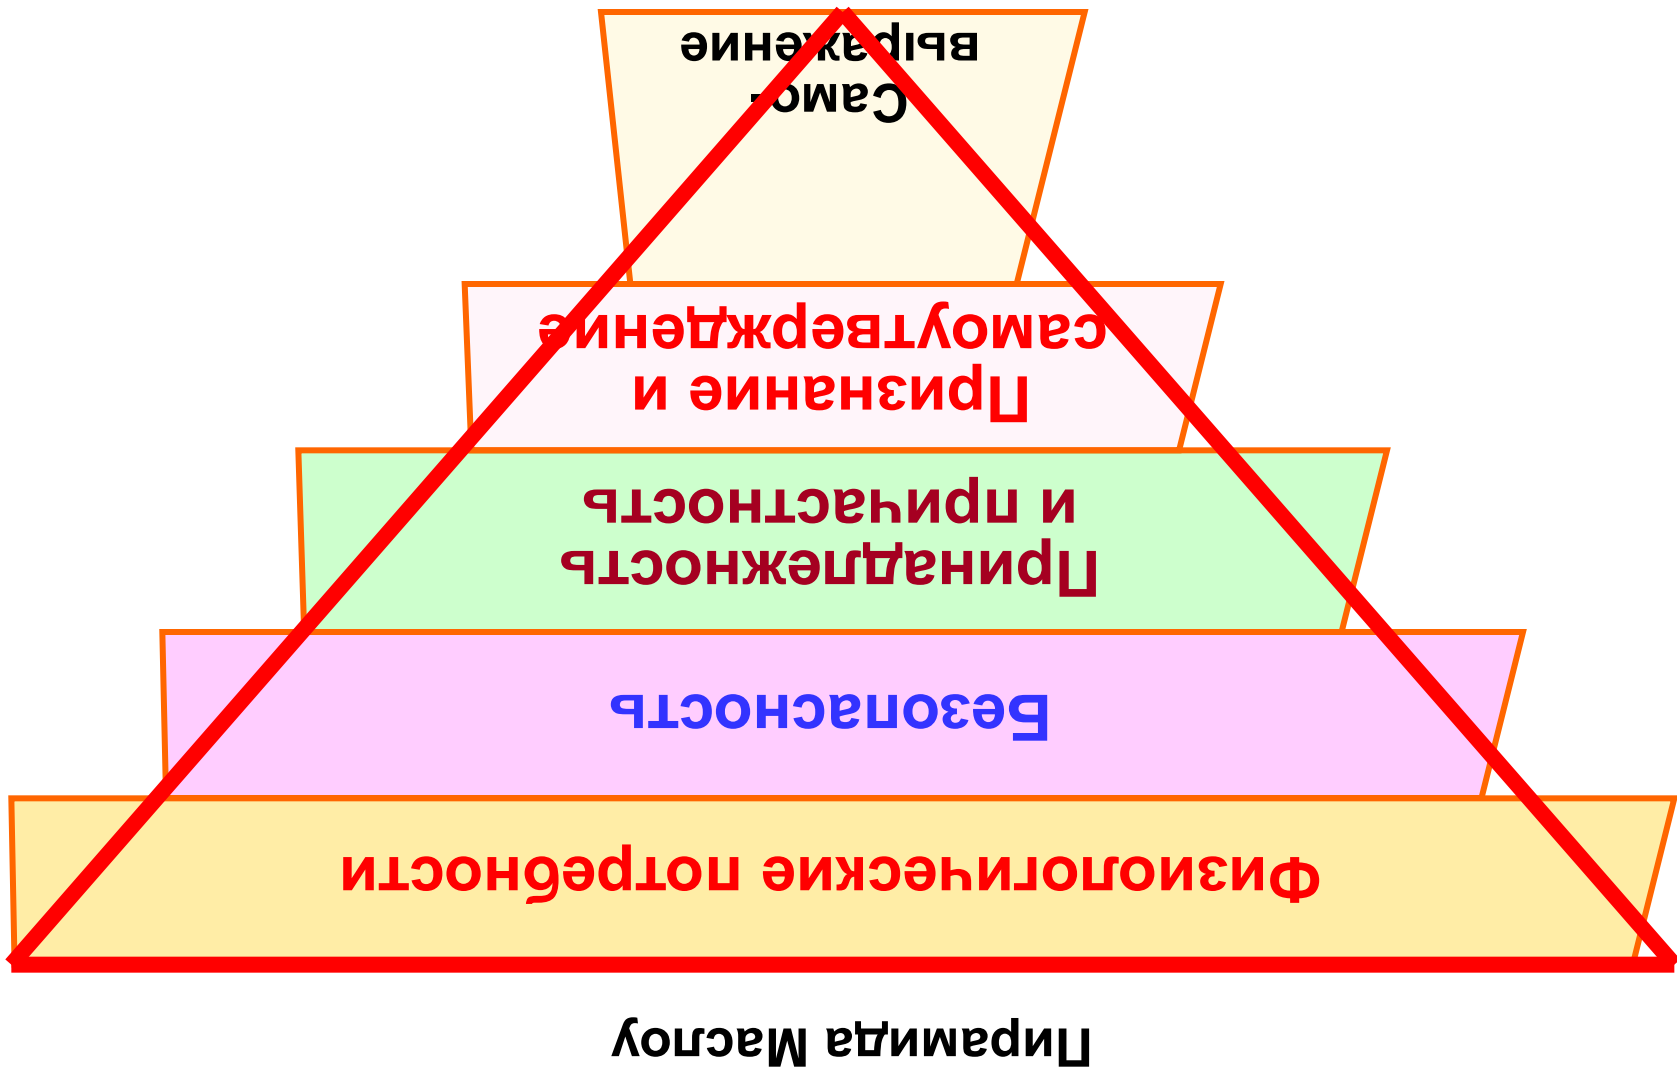 Пирамида Маслоу
Физиологические потребности
Безопасность
Принадлежность
и причастность
Признание и
самоутверждение
Само-
выражение